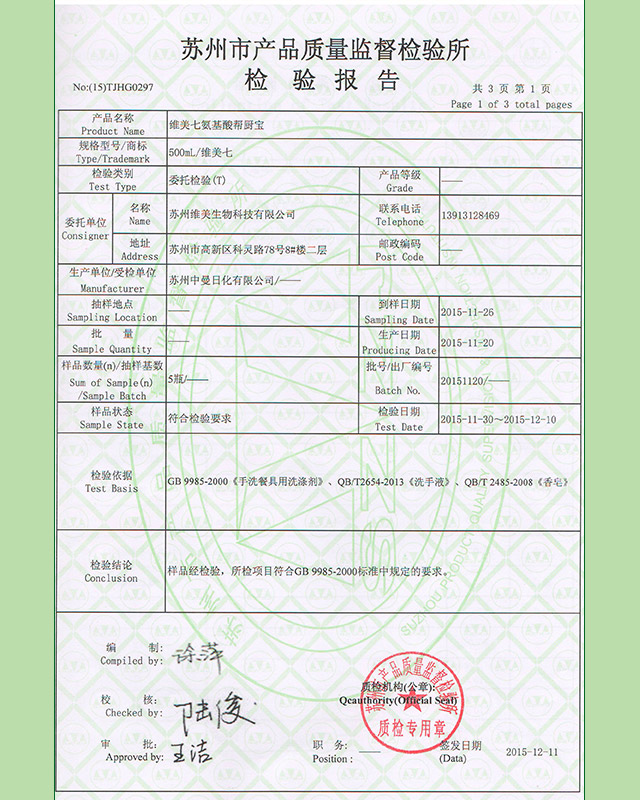 苏州市产品质量监督检验所
检 验 报 告
No:(15)TJHG0297
共 3 页 第 1 页
Page 1 of 3 total pages
产品名称
Product Name
维美七氨基酸帮厨宝
规格型号/商标
Type/Trademark
500mL/维美七
检验类别
Test Type
委托检验(T)
产品等级
Grade
——
委托单位
Consigner
名称
Name
苏州维美生物科技有限公司
联系电话
Telephone
13913128469
地址
Address
苏州市高新区科灵路78号8#楼二层
邮政编码
Post Code
——
生产单位/受检单位
Manufacturer
苏州中曼日化有限公司/——
抽样地点
Sampling Location
——
到样日期
Sampling Date
2015-11-26
批 量
Sample Quantity
——
生产日期
Producing Date
2015-11-20
样品数量(n)/抽样基数
Sum of Sample(n)
/Sample Batch
5瓶/——
批号/出厂编号
Batch No.
20151120/——
样品状态
Sample State
符合检验要求
检验日期
Test Date
2015-11-30～2015-12-10
检验依据
Test Basis
GB 9985-2000《手洗餐具用洗涤剂》、QB/T2654-2013《洗手液》、QB/T 2485-2008《香皂》
检验结论
Conclusion
样品经检验，所检项目符合GB 9985-2000标准中规定的要求。
编 制:
Compiled by:
徐萍
校 核:
Checked by:
陆俊
审 批:
Approved by:
王洁
质检机构(公章):
Qeauthority(Official Seal)
苏州市产品质量监督检验所
质检专用章
职 务:
Position :
——
签发日期
(Data)
2015-12-11
SUZHOU PRODUCT QUALITY SUPERVISION